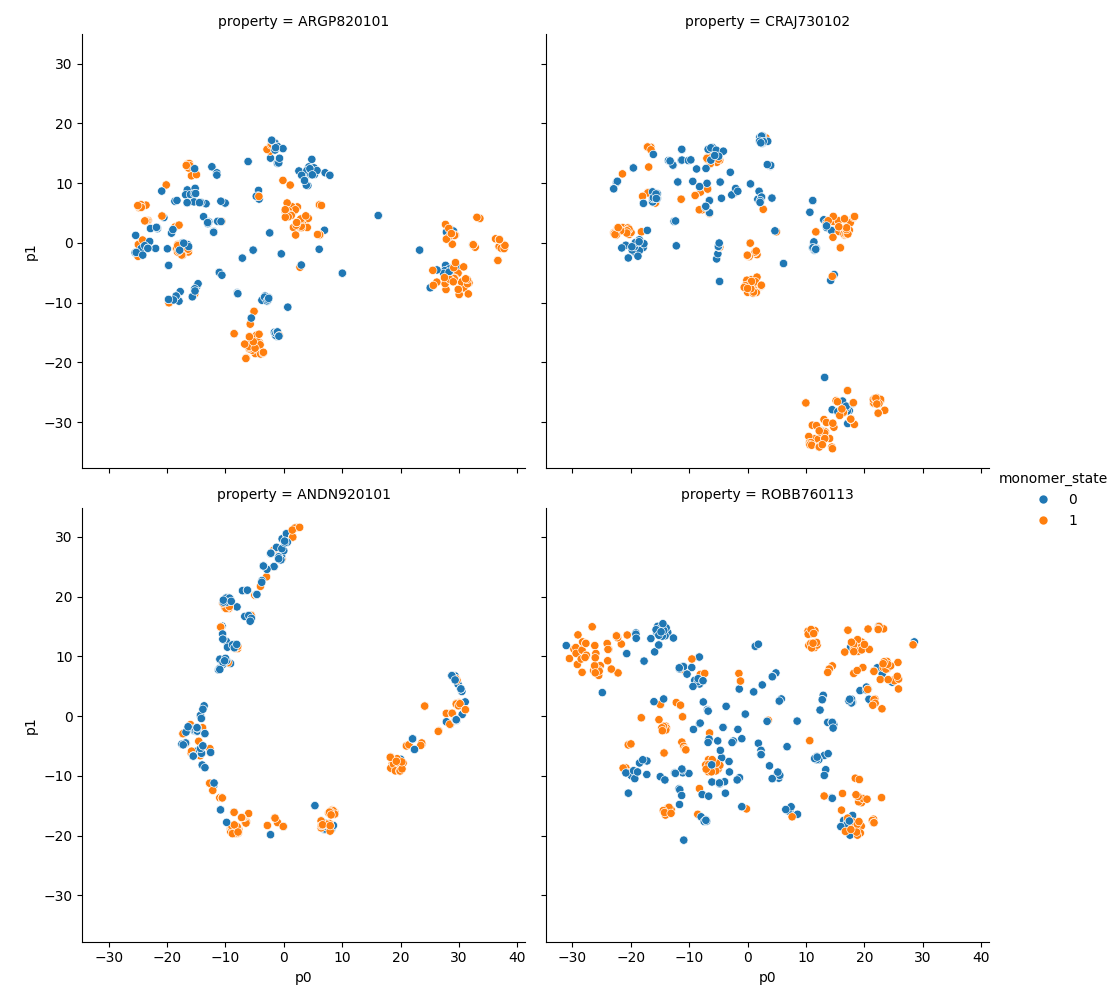 property = ARGP820101
property = CRAJ730102
30
20
10
0
−10
−20
−30
p1
property = ANDN920101
property = ROBB760113
monomer_state
0
1
30
20
10
0
−10
−20
−30
p1
−30 −20 −10 0 10 20 30 40
−30 −20 −10 0 10 20 30 40
p0
p0